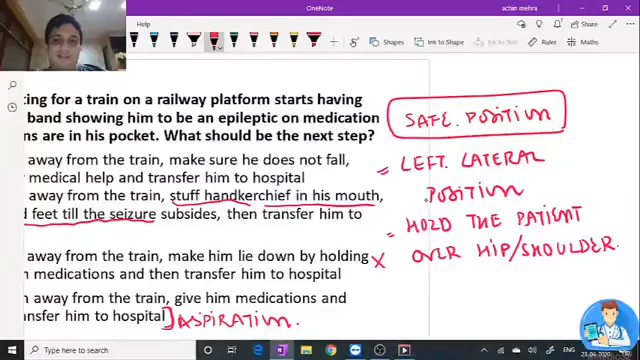 OneNote
achin mehra
Share
Shapes
Ink to Shape
Ink to Text
Ruler
Maths
ting for a train on a railway platform starts having
band showing him to be an epileptic on medication
ns are in his pocket. What should be the next step?
away from the train, make sure he does not fall,
medical help and transfer him to hospital
away from the train, stuff handkerchief in his mouth,
d feet till the seizure subsides, then transfer him to
away from the train, make him lie down by holding
n medications and then transfer him to hospital
n away from the train, give him medications and
nsfer him to hospital
ASPIRATION.
SAFE. POSITION
= LEFT LATERAL
POSITION
= HOLD THE PATIENT
X OVER HIP/SHOULDER.
Type here to search
ENG
23-04-2020